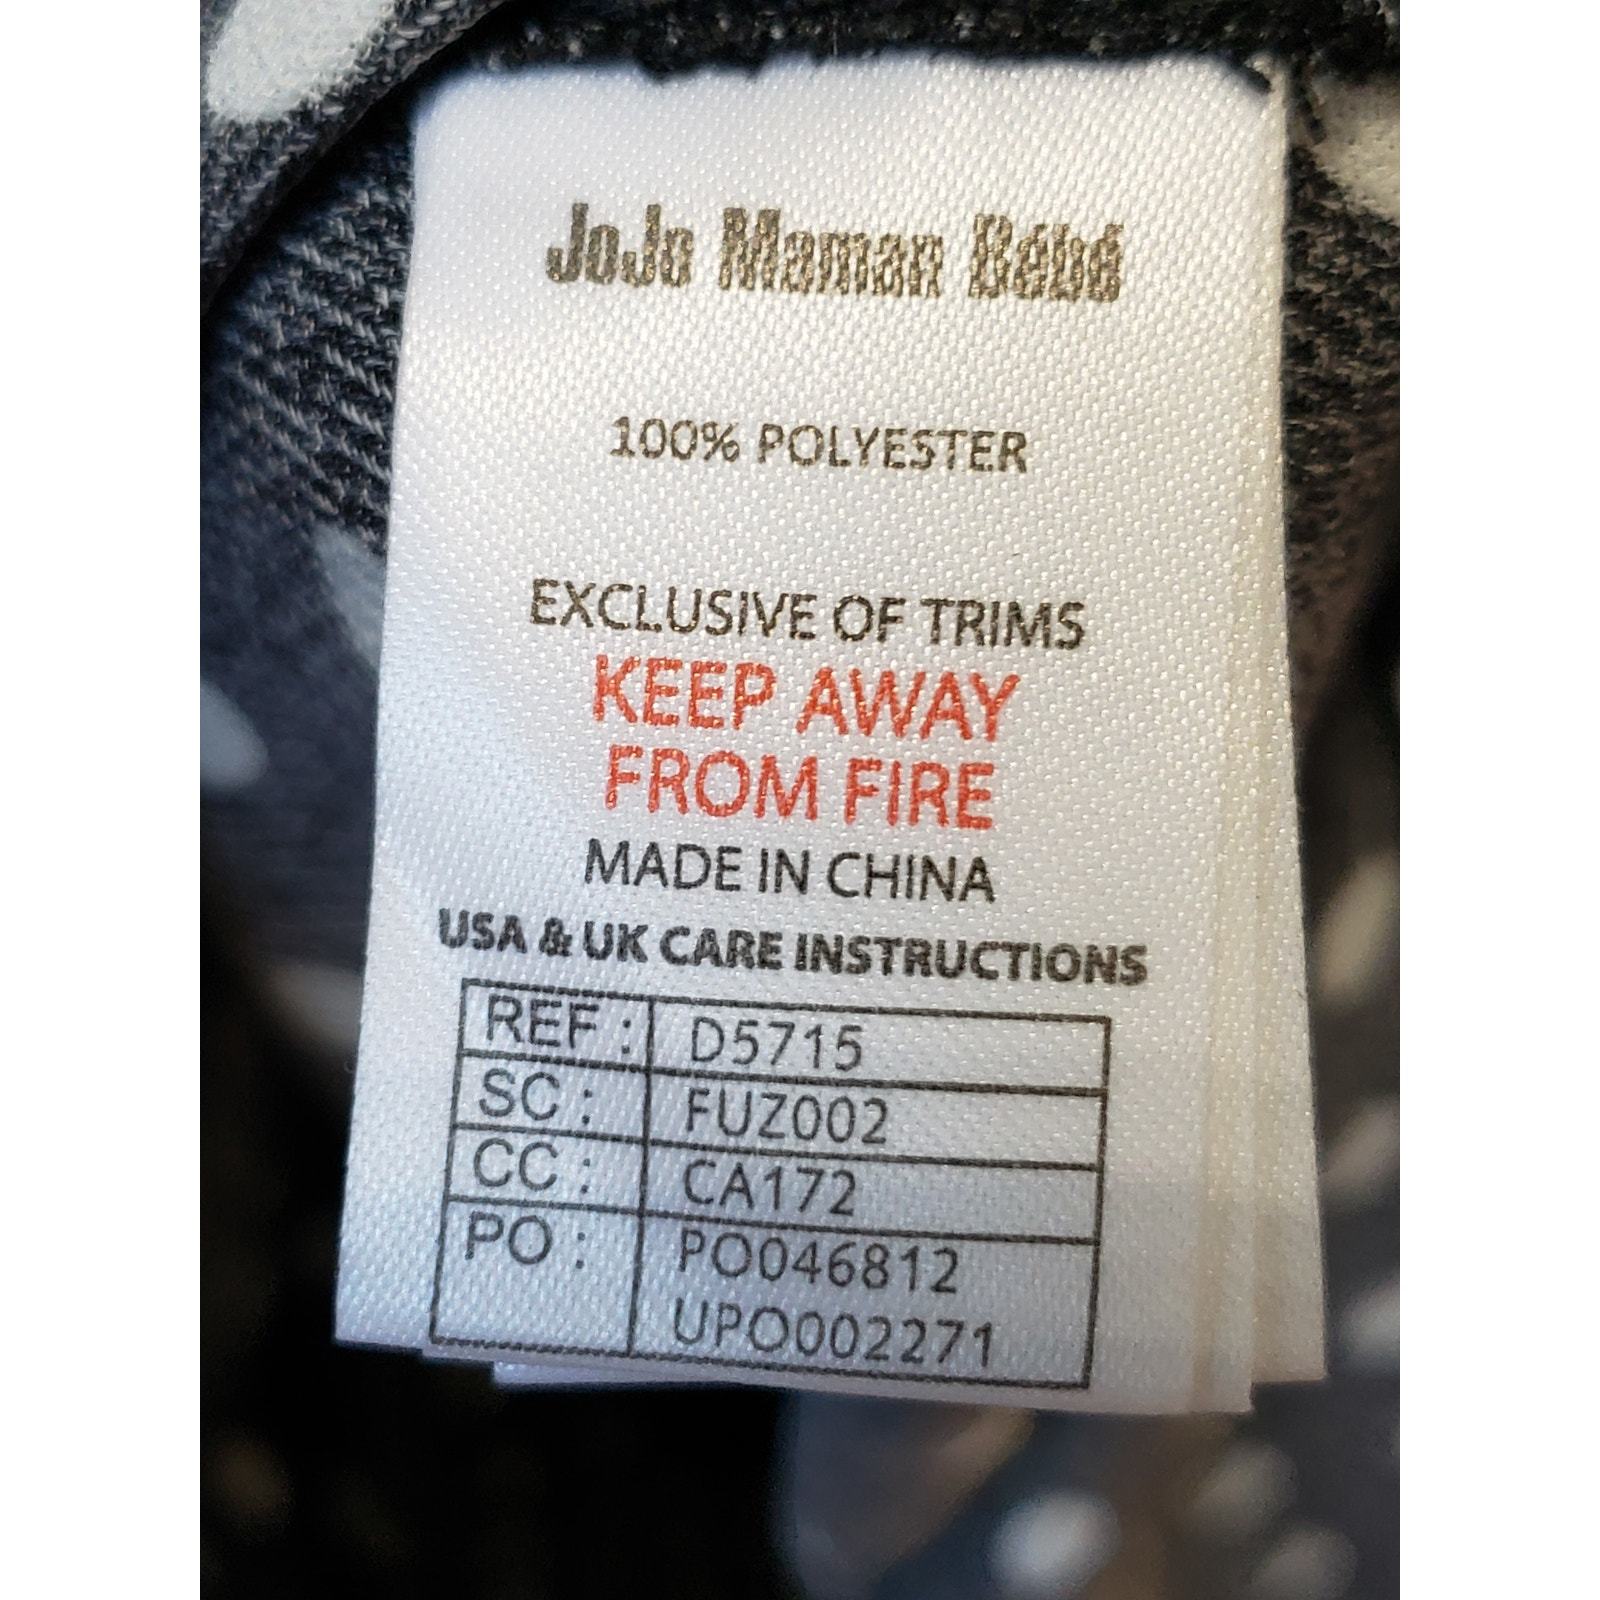 JoJo Maman Bébé
100% POLYESTER
EXCLUSIVE OF TRIMS
KEEP AWAY
FROM FIRE
MADE IN CHINA
USA & UK CARE INSTRUCTIONS
REF : D5715
SC : FUZ002
CC : CA172
PO : PO046812
UPO002271